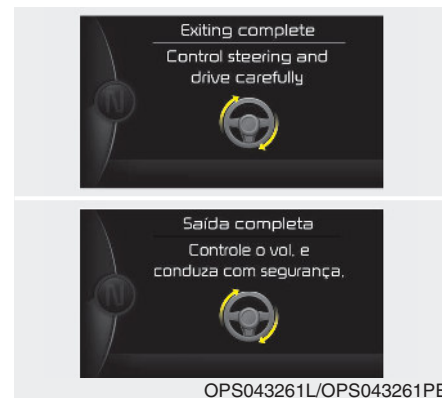 Exiting complete
Control steering and
drive carefully
N
Saída completa
Controle o vol. e
conduza com segurança.
N
OPS043261L/OPS043261PE